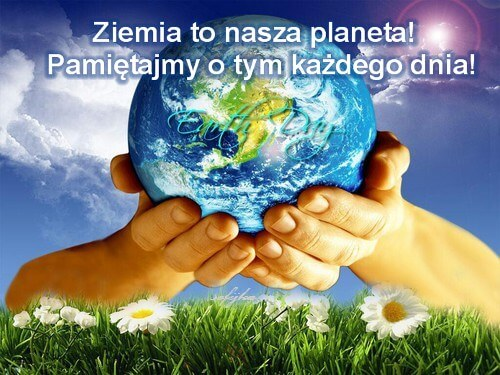 Ziemia to nasza planeta!
Pamiętajmy o tym każdego dnia!
Earth Day